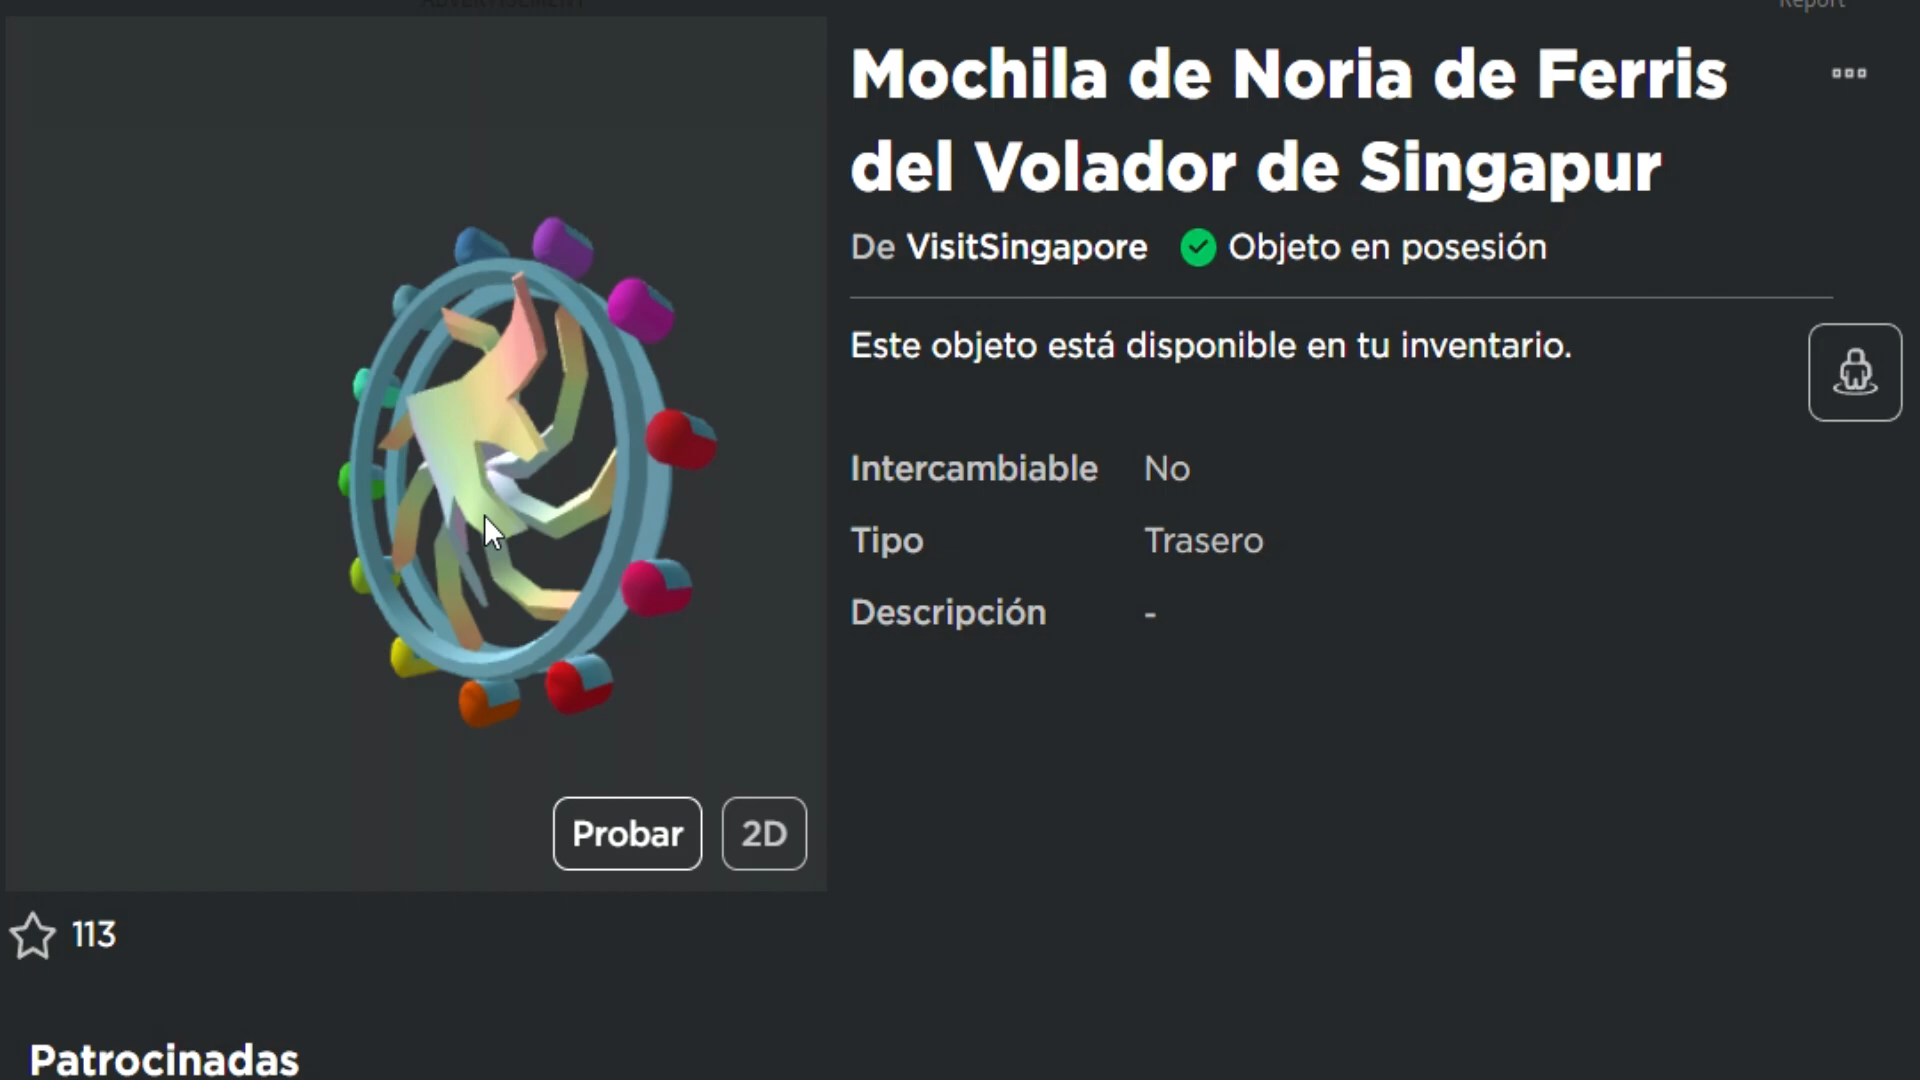 Report
Mochila de Noria de Ferris
del Volador de Singapur
De VisitSingapore Objeto en posesión
Este objeto está disponible en tu inventario.
Intercambiable No
Tipo Trasero
Descripción -
Probar 2D
113
Patrocinadas